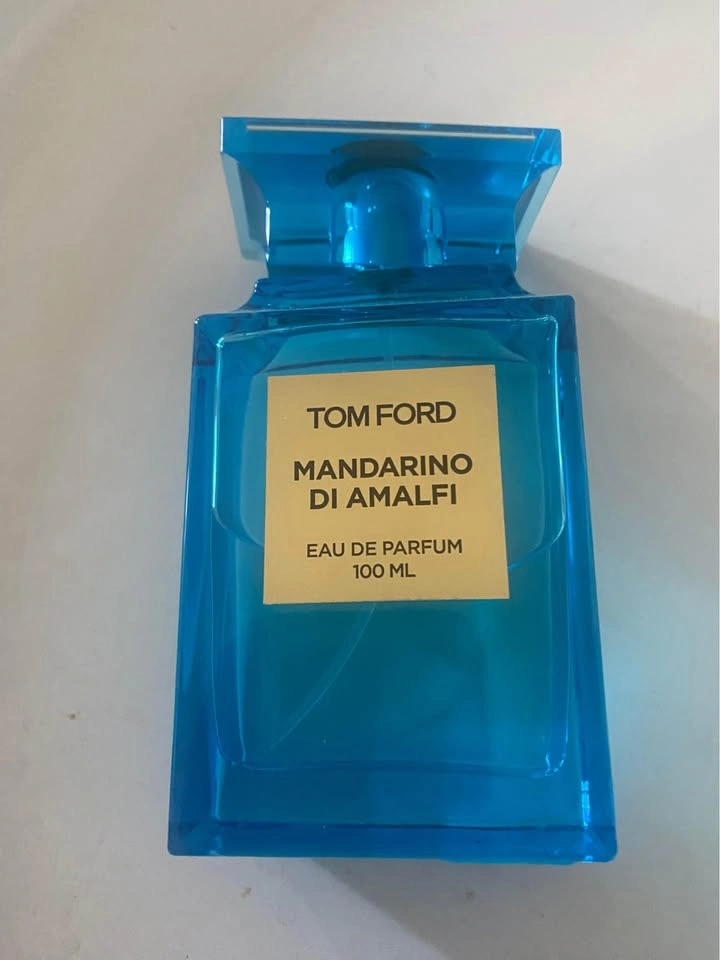 TOM FORD
MANDARINO
DI AMALFI
EAU DE PARFUM
100 ML